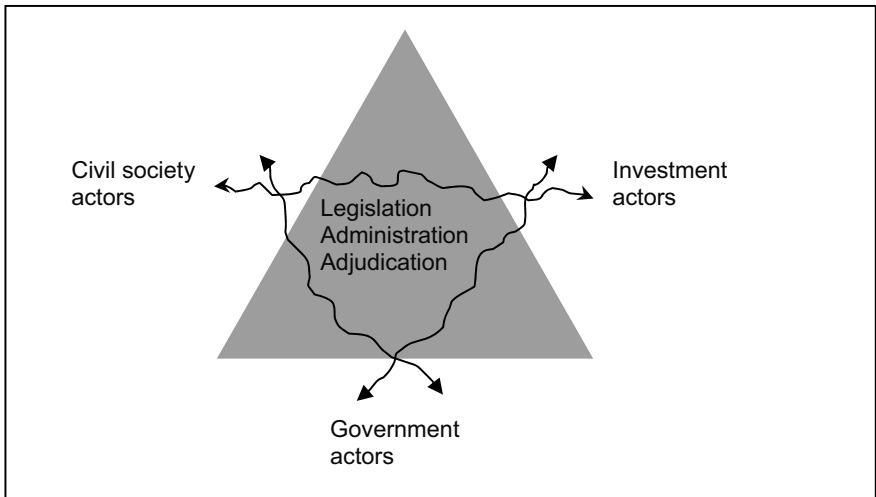 Civil society
actors
Investment
actors
Legislation
Administration
Adjudication
Government
actors